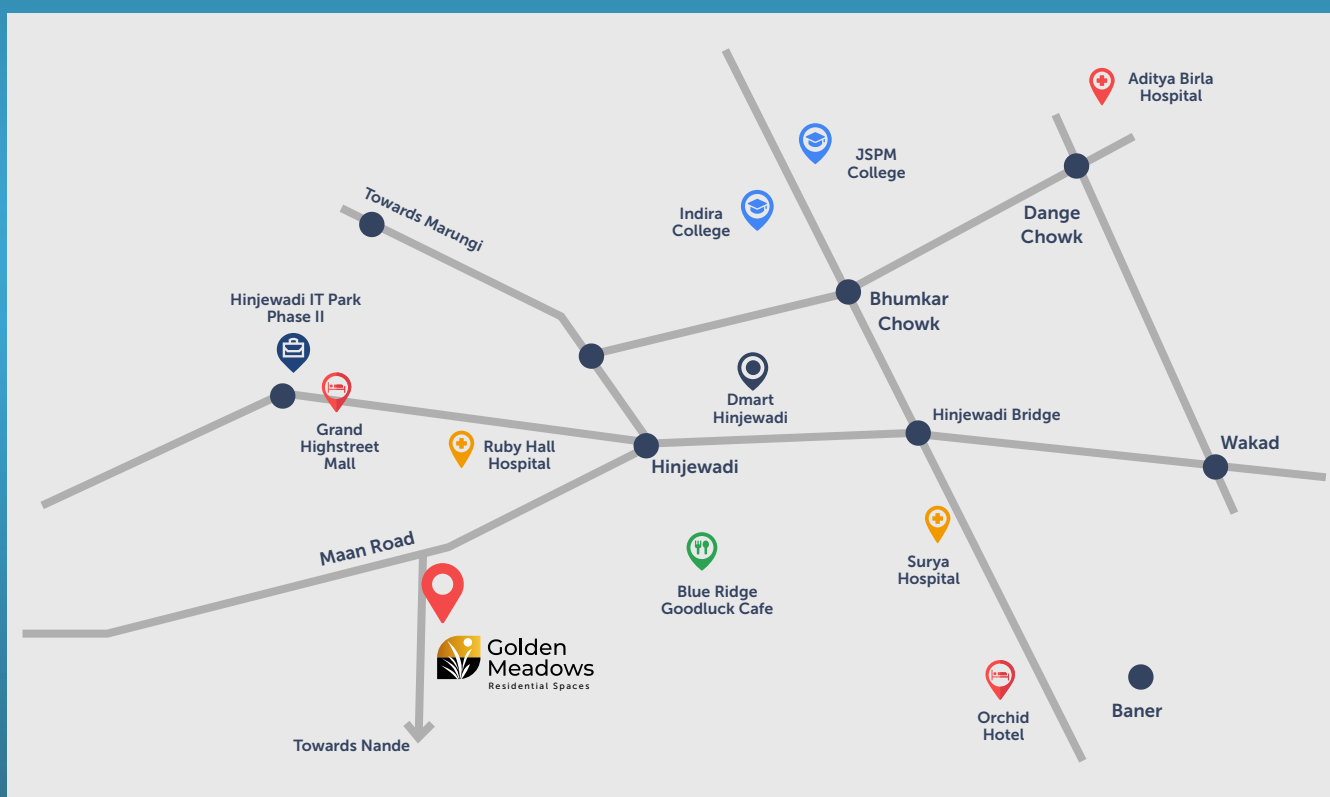 Aditya Birla
Hospital
JSPM
College
Towards Marungi
Indira
College
Dange
Chowk
Hinjewadi IT Park
Phase II
Bhumkar
Chowk
Dmart
Hinjewadi
Hinjewadi Bridge
Grand
Highstreet
Mall
Ruby Hall
Hospital
Hinjewadi
Wakad
Maan Road
Surya
Hospital
Blue Ridge
Goodluck Cafe
Golden
Meadows
Residential Spaces
Orchid
Hotel
Baner
Towards Nande